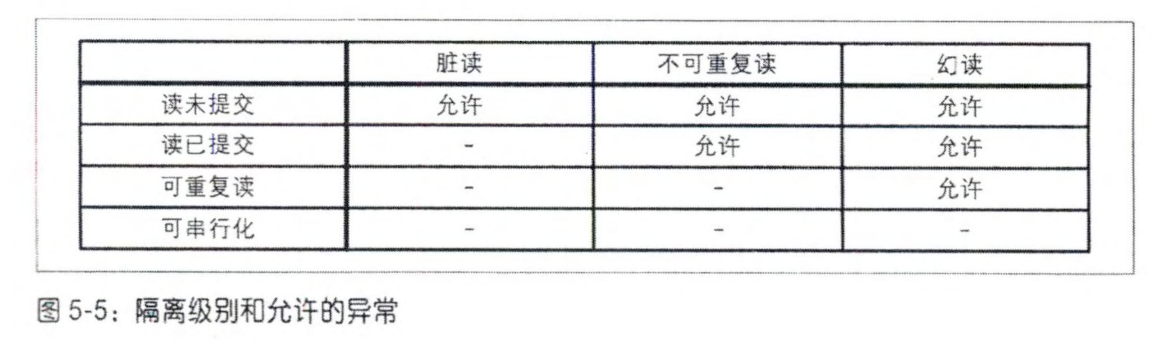 脏读 不可重复读 幻读
读未提交 允许 允许 允许
读已提交 - 允许 允许
可重复读 - - 允许
可串行化 - - -
图 5-5：隔离级别和允许的异常